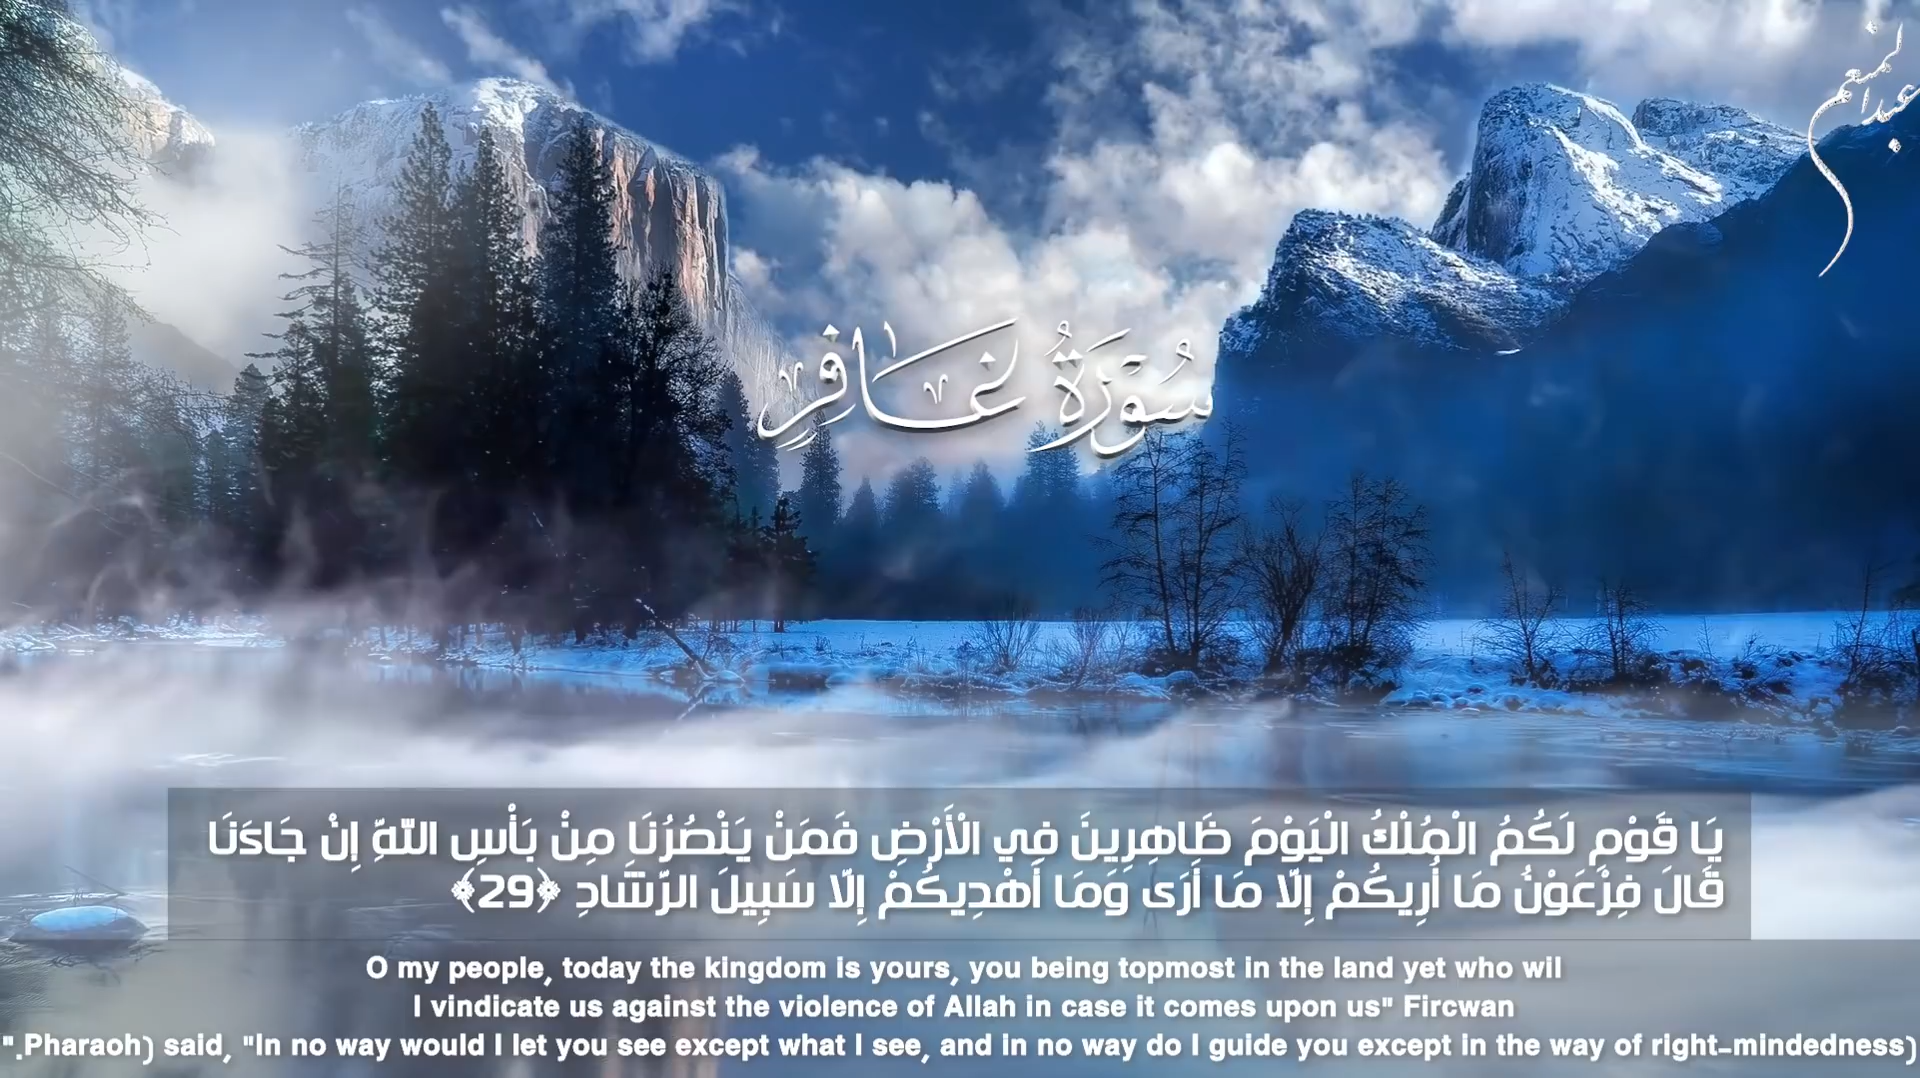 عبدالمنعم
سُورَةُ غَافِرٍ
يَا قَوْمِ لَكُمُ الْمُلْكُ الْيَوْمَ ظَاهِرِينَ فِي الْأَرْضِ فَمَنْ يَنْصُرُنَا مِنْ بَأْسِ اللَّهِ إِنْ جَاءَنَا
قَالَ فِرْعَوْنُ مَا أُرِيكُمْ إِلَّا مَا أَرَى وَمَا أَهْدِيكُمْ إِلَّا سَبِيلَ الرَّشَادِ ﴿29﴾
O my people, today the kingdom is yours, you being topmost in the land yet who wil
l vindicate us against the violence of Allah in case it comes upon us" Fircwan
".Pharaoh) said, "In no way would I let you see except what I see, and in no way do I guide you except in the way of right-mindedness)